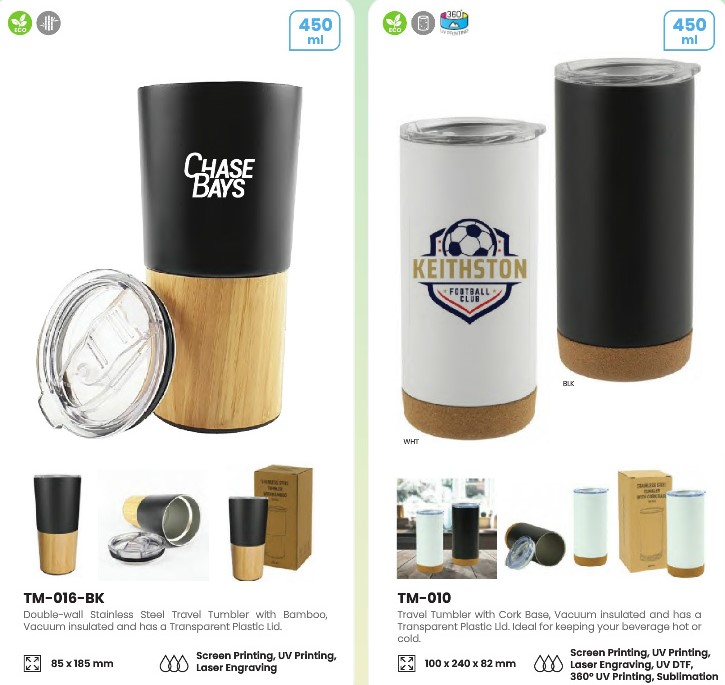 ECO
450
ml
CHASE
BAYS
TM-016-BK
Double-wall Stainless Steel Travel Tumbler with Bamboo,
Vacuum insulated and has a Transparent Plastic Lid.
85 x 185 mm
Screen Printing, UV Printing,
Laser Engraving
ECO
360°
UV PRINTING
450
ml
KEITHSTON
FOOTBALL
CLUB
BLK
WHT
TM-010
Travel Tumbler with Cork Base, Vacuum insulated and has a
Transparent Plastic Lid. Ideal for keeping your beverage hot or
cold.
100 x 240 x 82 mm
Screen Printing, UV Printing,
Laser Engraving, UV DTF,
360° UV Printing, Sublimation